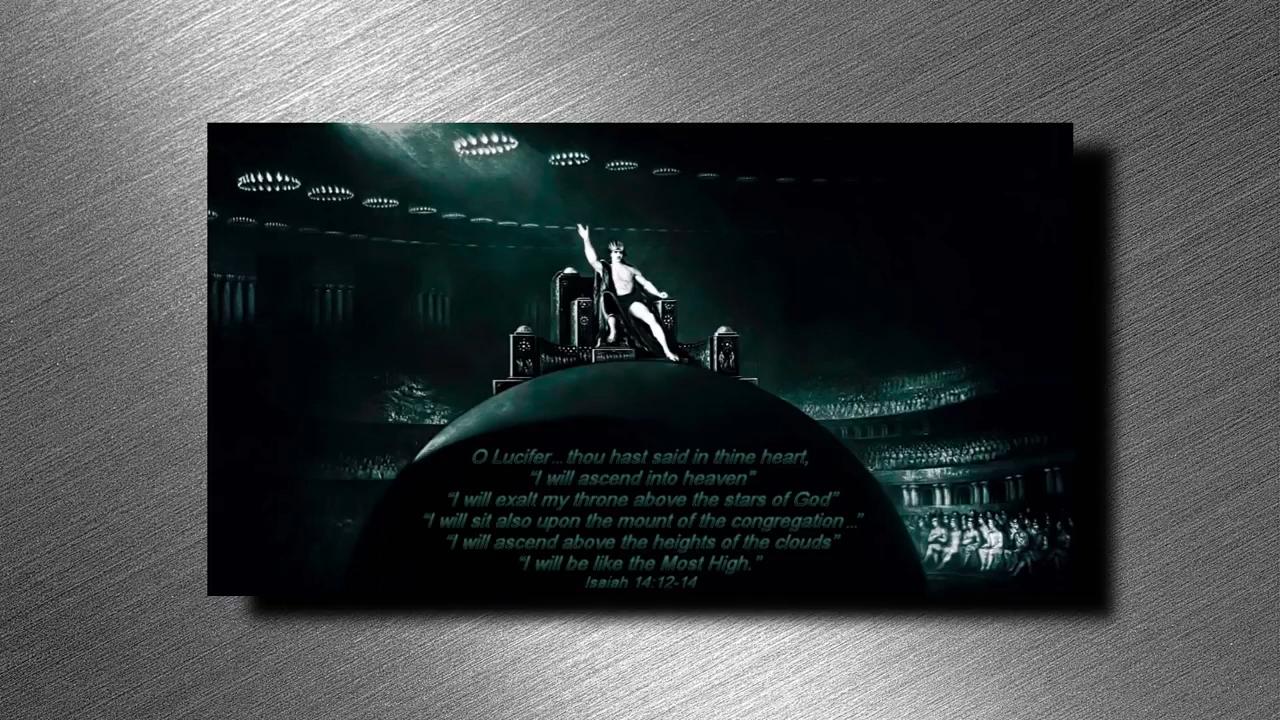 O Lucifer... thou hast said in thine heart,
“I will ascend into heaven”
“I will exalt my throne above the stars of God”
“I will sit also upon the mount of the congregation...”
“I will ascend above the heights of the clouds”
“I will be like the Most High.”
Isaiah 14:12-14